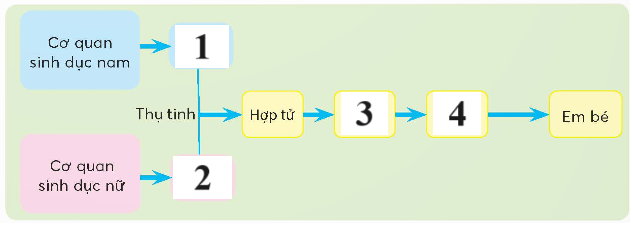 Cơ quan
sinh dục nam
1
Thụ tinh
Hợp tử
3
4
Em bé
Cơ quan
sinh dục nữ
2